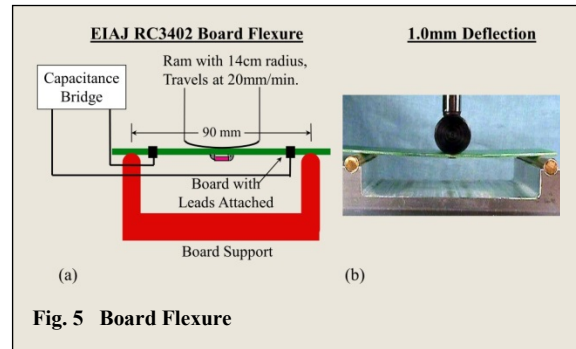 EIAJ RC3402 Board Flexure
1.0mm Deflection
Ram with 14cm radius,
Travels at 20mm/min.
Capacitance
Bridge
90 mm
Board with
Leads Attached
Board Support
(a)
(b)
Fig. 5 Board Flexure